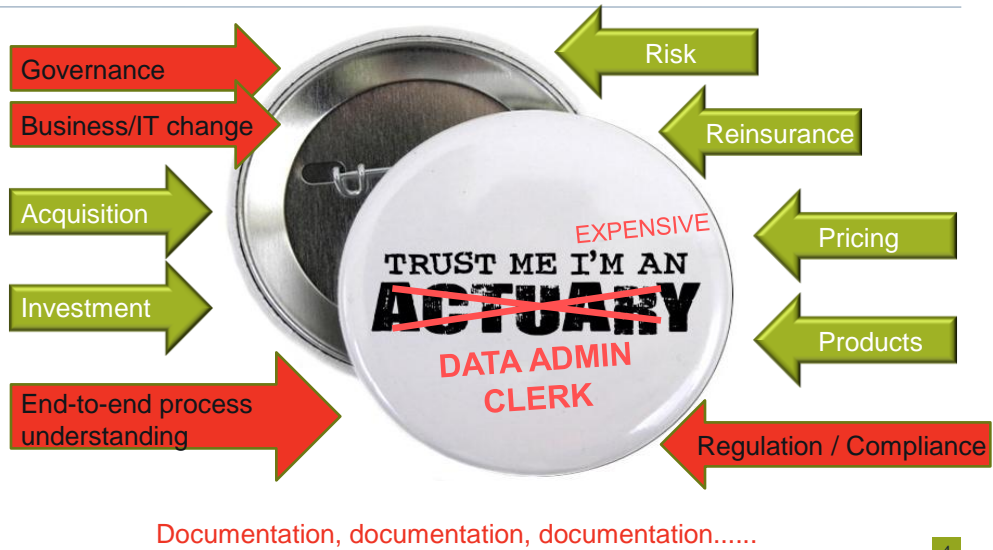 Governance
Business/IT change
Acquisition
Investment
End-to-end process
understanding
Risk
Reinsurance
Pricing
Products
Regulation / Compliance
EXPENSIVE
TRUST ME I'M AN
ACTUARY
DATA ADMIN
CLERK
Documentation, documentation, documentation......